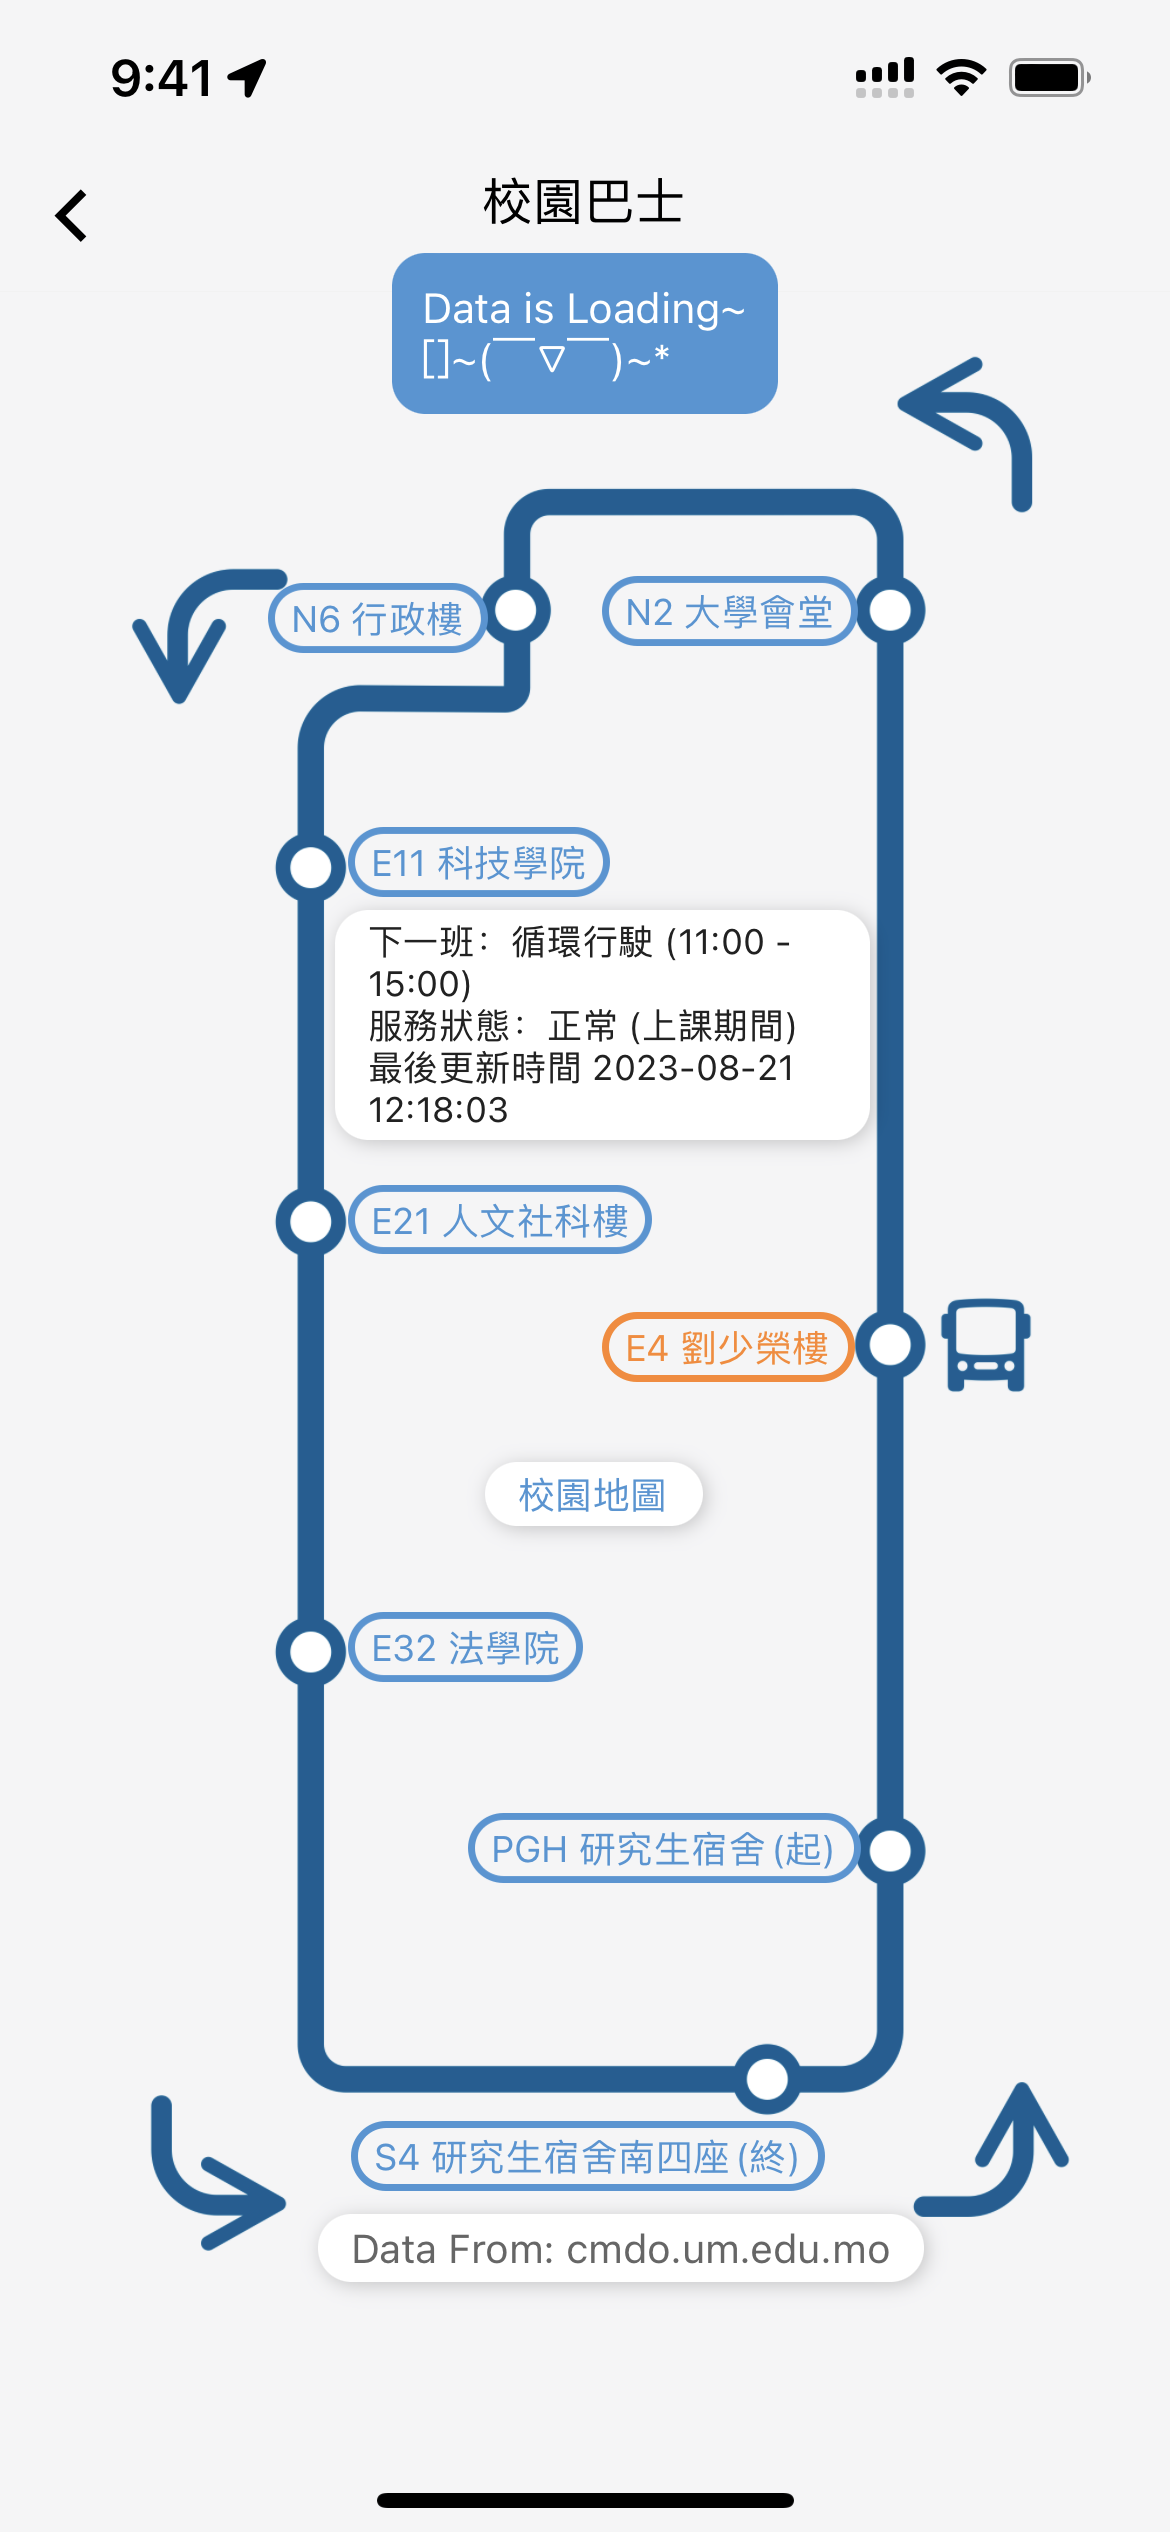 9:41
校園巴士
Data is Loading~
[]~(￣▽￣)~*
N6 行政樓
N2 大學會堂
E11 科技學院
下一班：循環行駛 (11:00 -
15:00)
服務狀態：正常 (上課期間)
最後更新時間 2023-08-21
12:18:03
E21 人文社科樓
E4 劉少榮樓
校園地圖
E32 法學院
PGH 研究生宿舍 (起)
S4 研究生宿舍南四座 (終)
Data From: cmdo.um.edu.mo